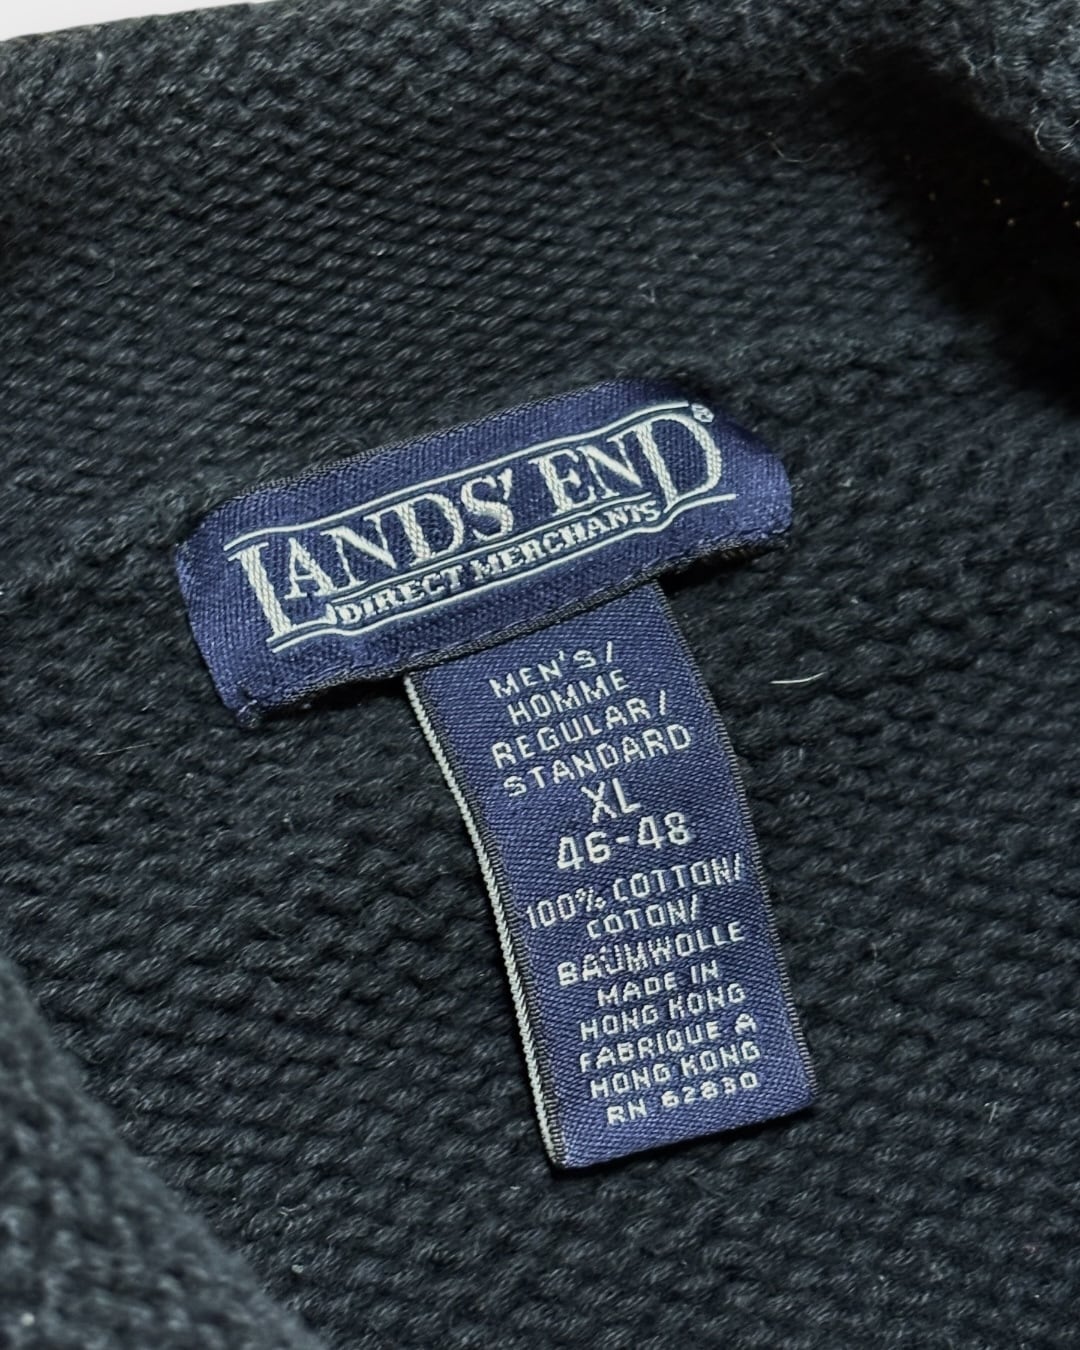 LANDS' END®
DIRECT MERCHANTS
MEN'S/
HOMME
REGULAR/
STANDARD
XL
46-48
100% COTTON/
COTON/
BAUMWOLLE
MADE IN
HONG KONG
FABRIQUE A
HONG KONG
RN 62830